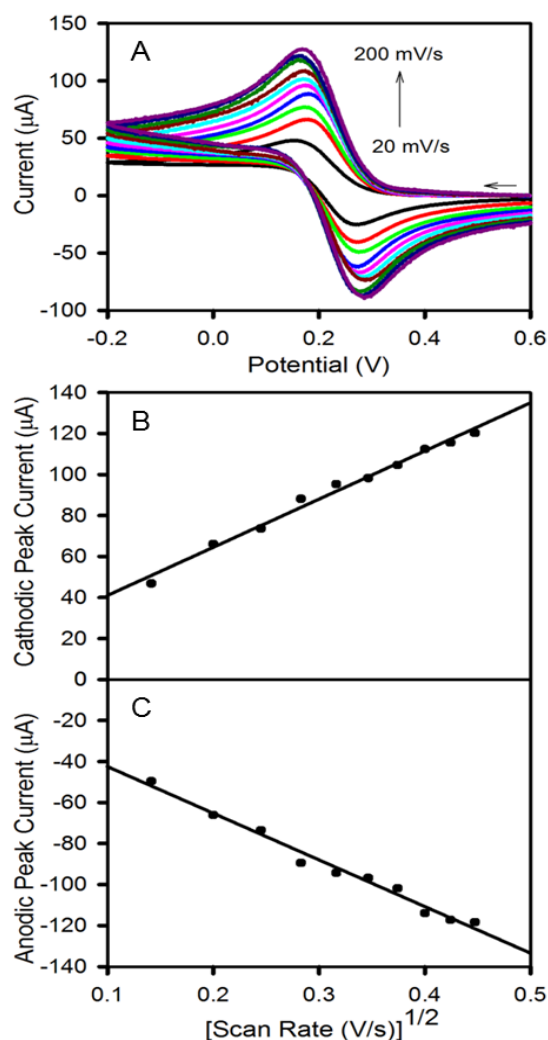 A
150
200 mV/s
100
50
20 mV/s
0
-50
-100
Current (µA)
-0.2 0.0 0.2 0.4 0.6
Potential (V)
B
140
120
100
80
60
40
20
0
Cathodic Peak Current (µA)
C
-20
-40
-60
-80
-100
-120
-140
Anodic Peak Current (µA)
0.1 0.2 0.3 0.4 0.5
[Scan Rate (V/s)]1/2